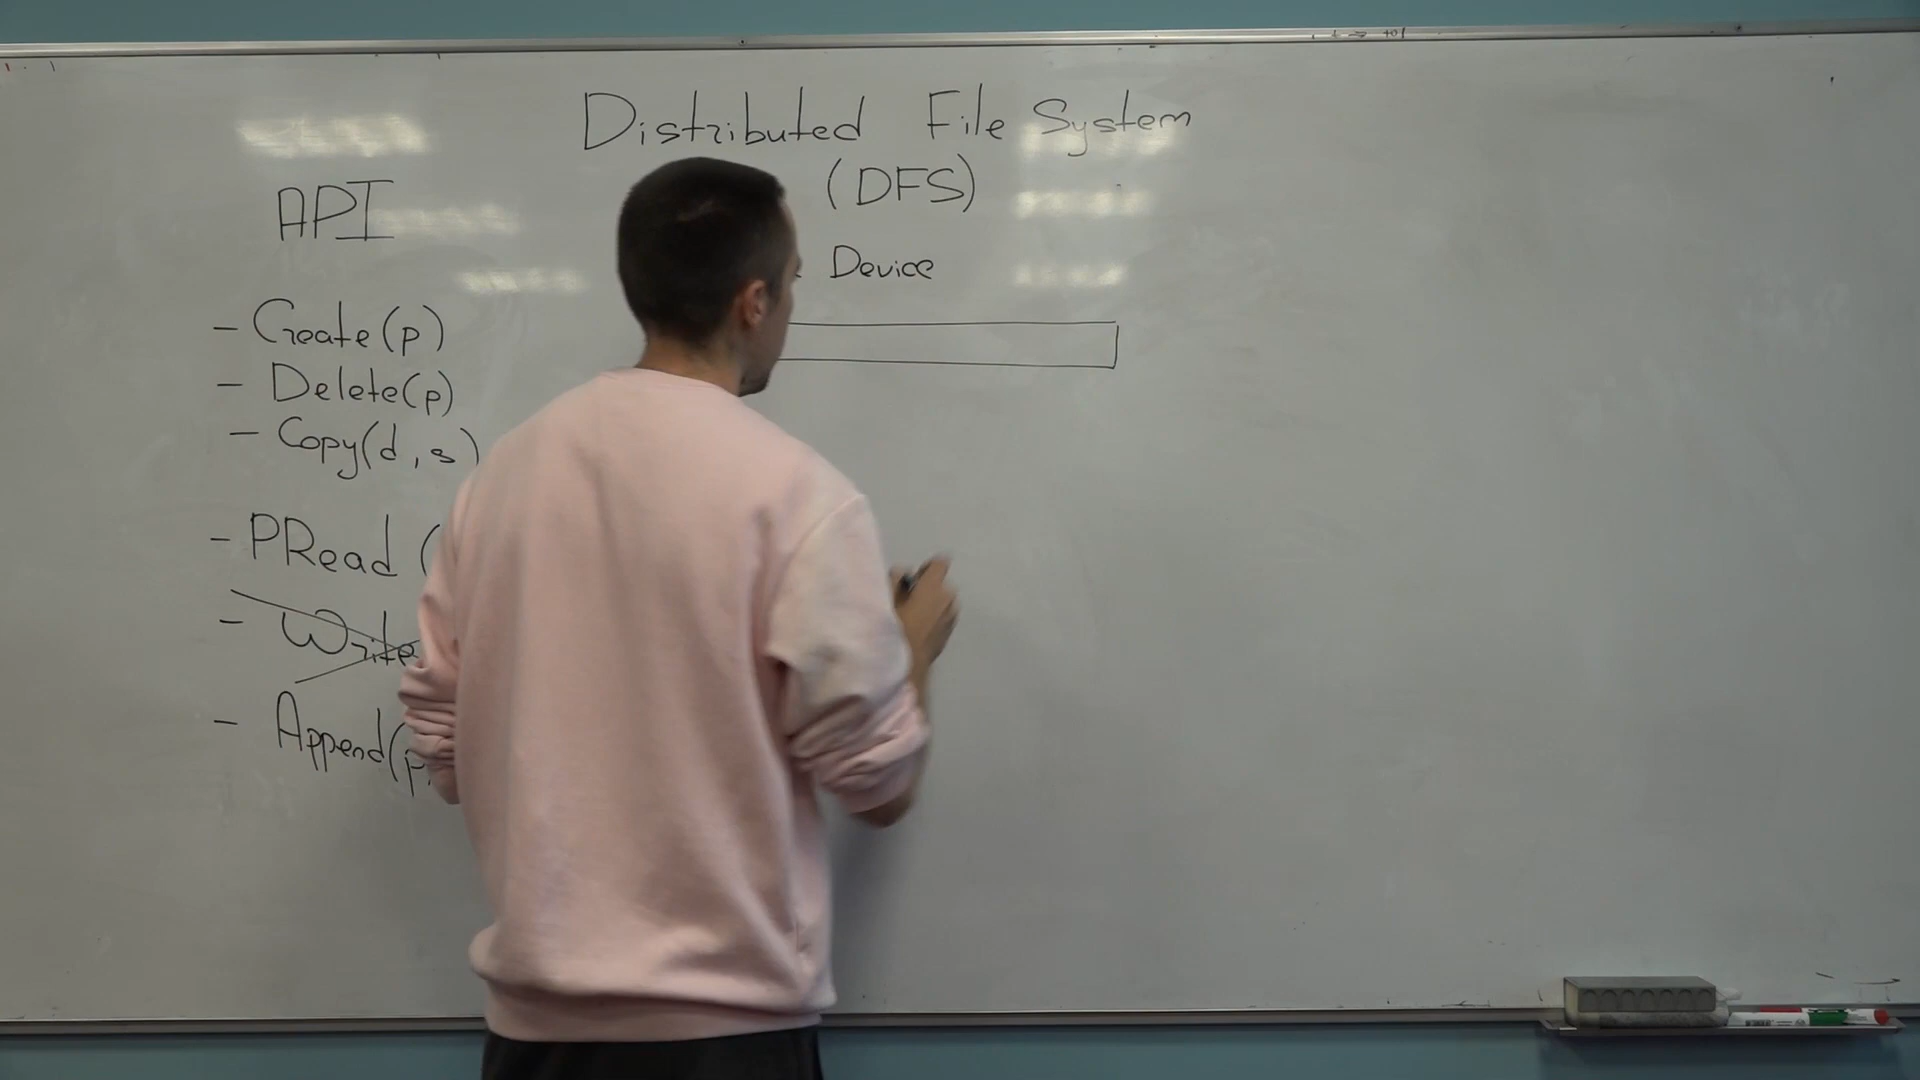 Distributed File System
(DFS)
API
Device
- Create(p)
- Delete(p)
- Copy(d,s)
- PRead (
- Write
- Append(p,